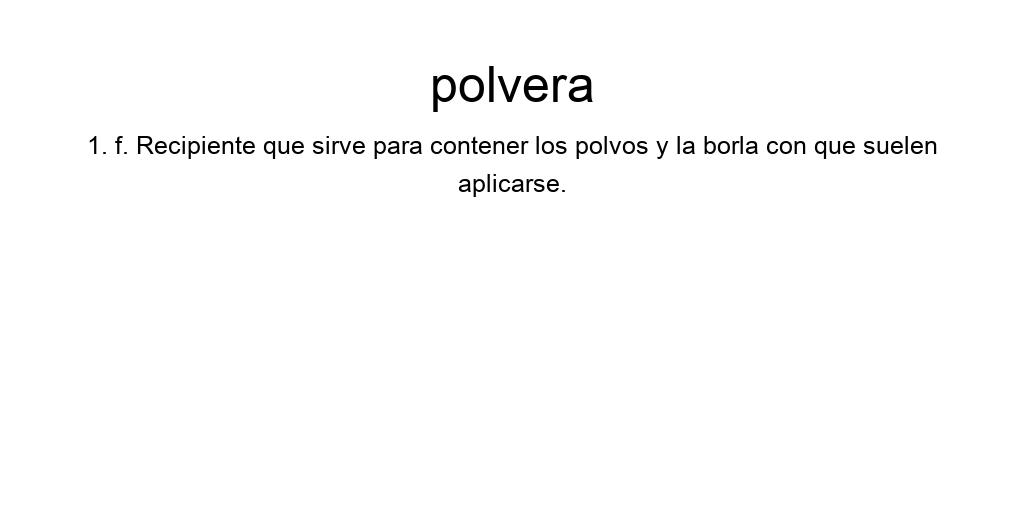 polvera
1. f. Recipiente que sirve para contener los polvos y la borla con que suelen
aplicarse.